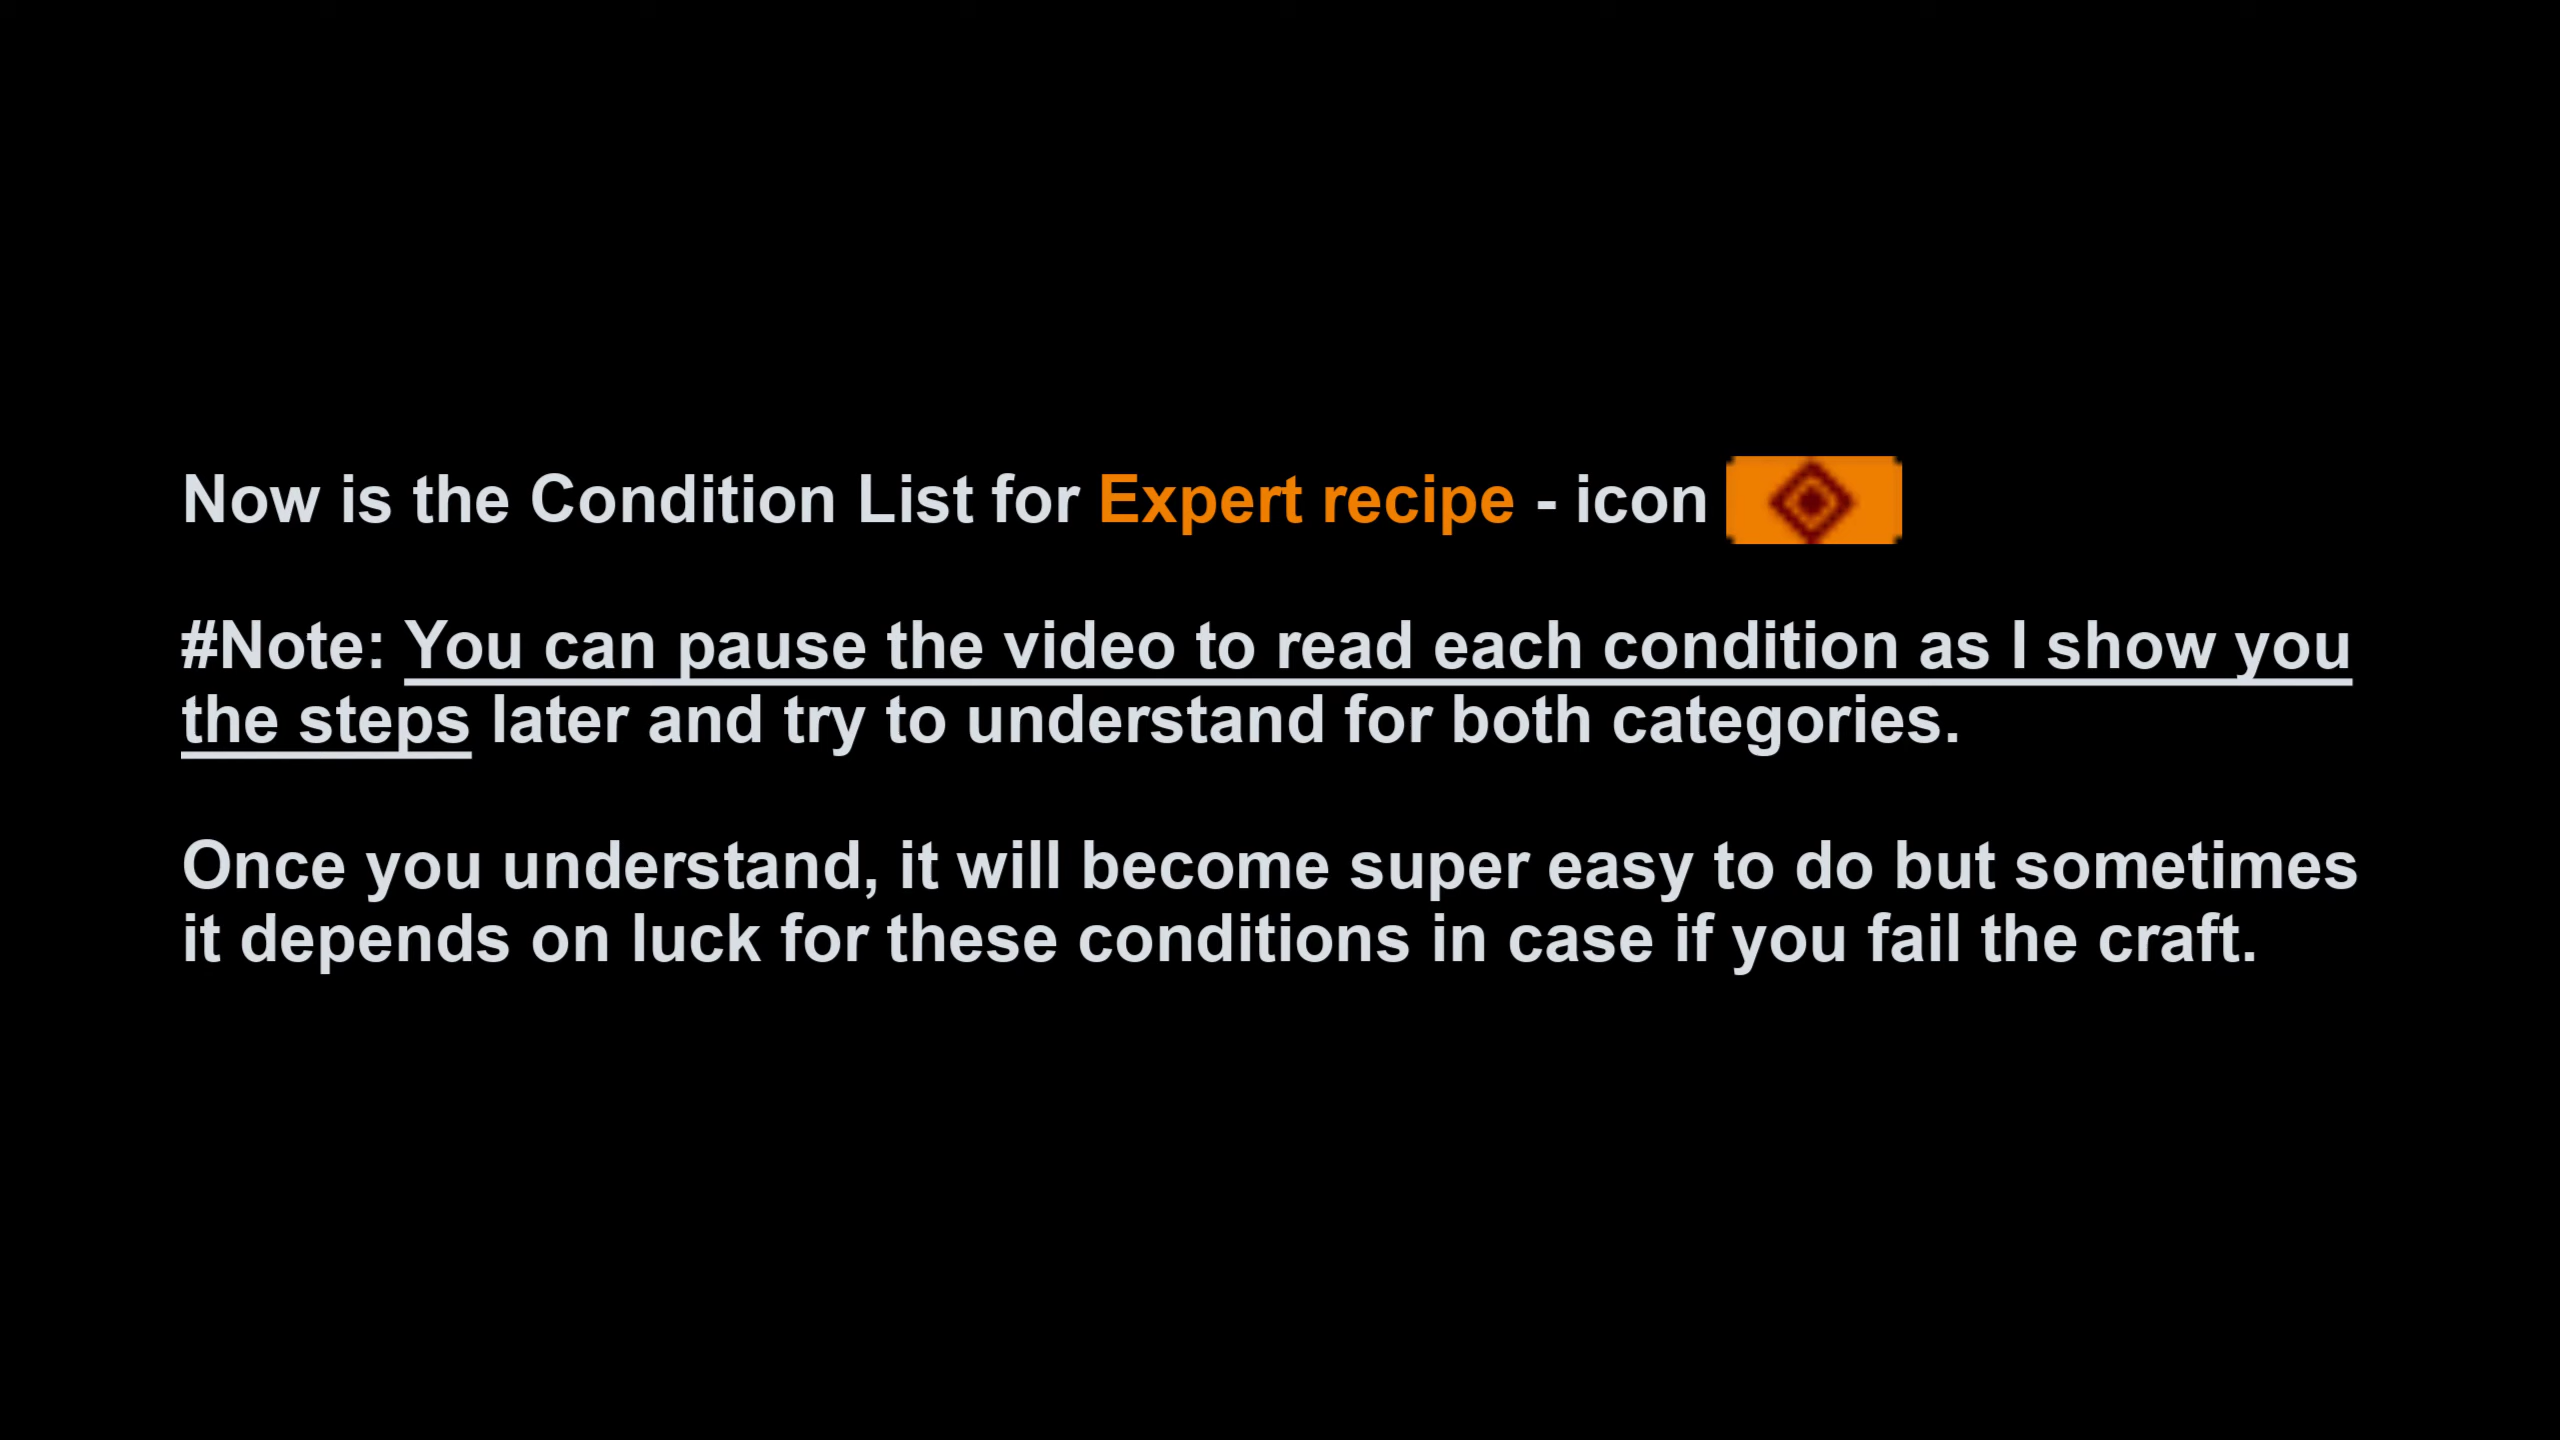 Now is the Condition List for Expert recipe - icon
#Note: You can pause the video to read each condition as I show you
the steps later and try to understand for both categories.
Once you understand, it will become super easy to do but sometimes
it depends on luck for these conditions in case if you fail the craft.